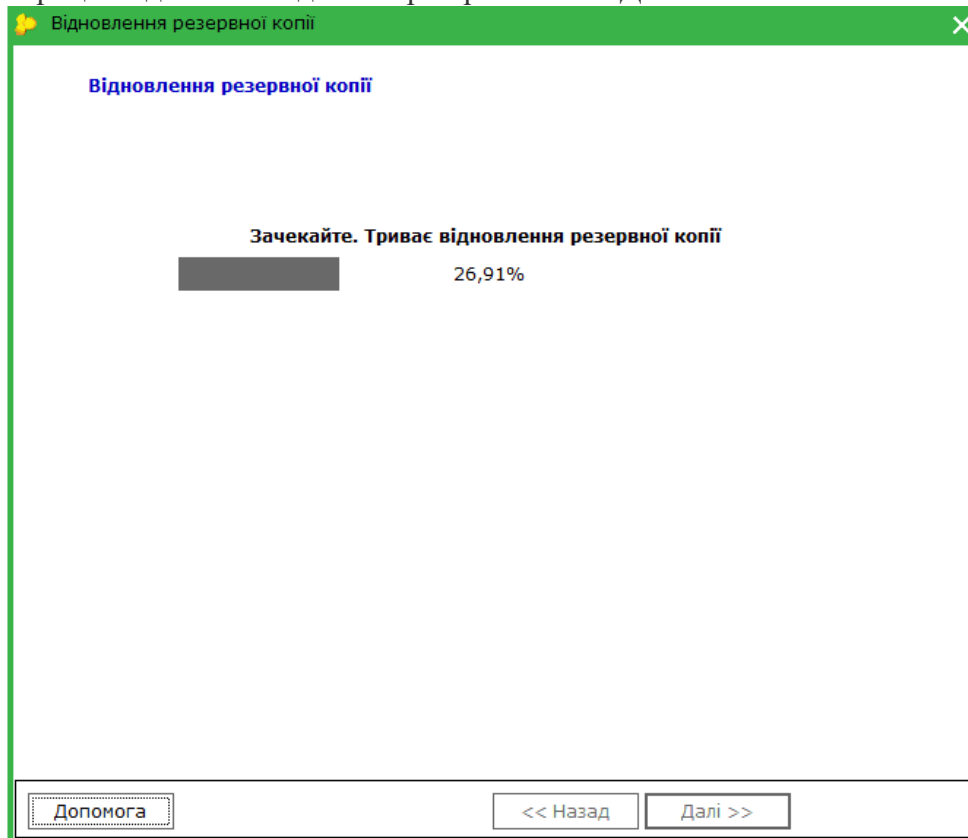 Відновлення резервної копії
Відновлення резервної копії
Зачекайте. Триває відновлення резервної копії
26,91%
Допомога
<< Назад
Далі >>